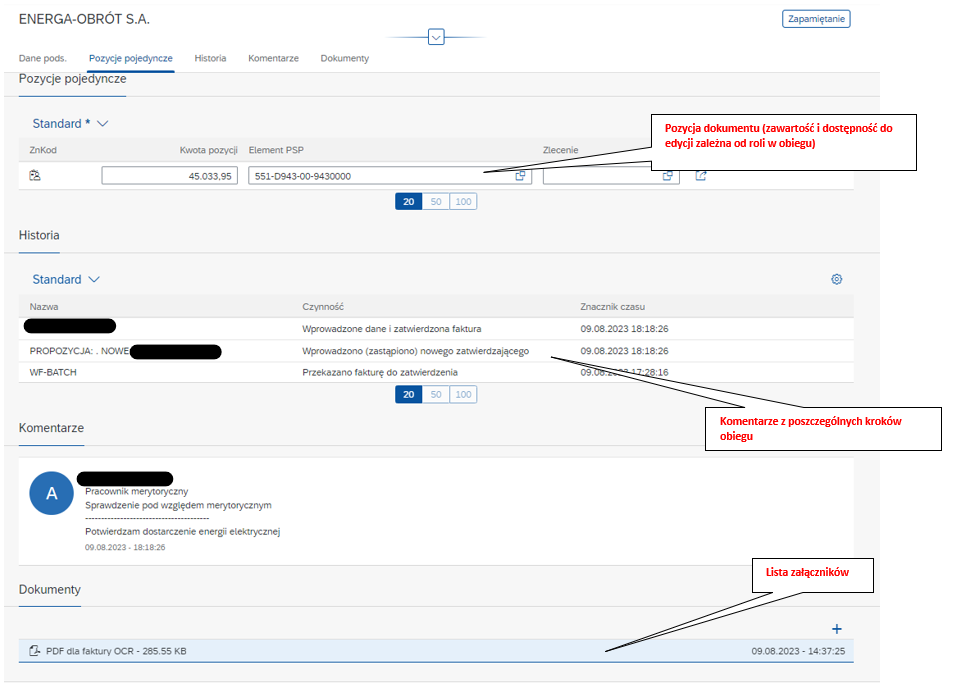 ENERGA-OBRÓT S.A.
Zapamiętanie
Dane pods. Pozycje pojedyncze Historia Komentarze Dokumenty
Pozycje pojedyncze
Standard *
Pozycja dokumentu (zawartość i dostępność do
edycji zależna od roli w obiegu)
ZnKod Kwota pozycji Element PSP Zlecenie
45.033,95 551-D943-00-9430000
20 50 100
Historia
Standard
Nazwa Czynność Znacznik czasu
Wprowadzone dane i zatwierdzona faktura 09.08.2023 18:18:26
PROPOZYCJA: . NOWE Wprowadzono (zastąpiono) nowego zatwierdzającego 09.08.2023 18:18:26
WF-BATCH Przekazano fakturę do zatwierdzenia 09.08.2023 17:28:16
20 50 100
Komentarze z poszczególnych kroków
obiegu
Komentarze
A
Pracownik merytoryczny
Sprawdzenie pod względem merytorycznym
---------------------------------------
Potwierdzam dostarczenie energii elektrycznej
09.08.2023 - 18:18:26
Lista załączników
Dokumenty
PDF dla faktury OCR - 285.55 KB 09.08.2023 - 14:37:25